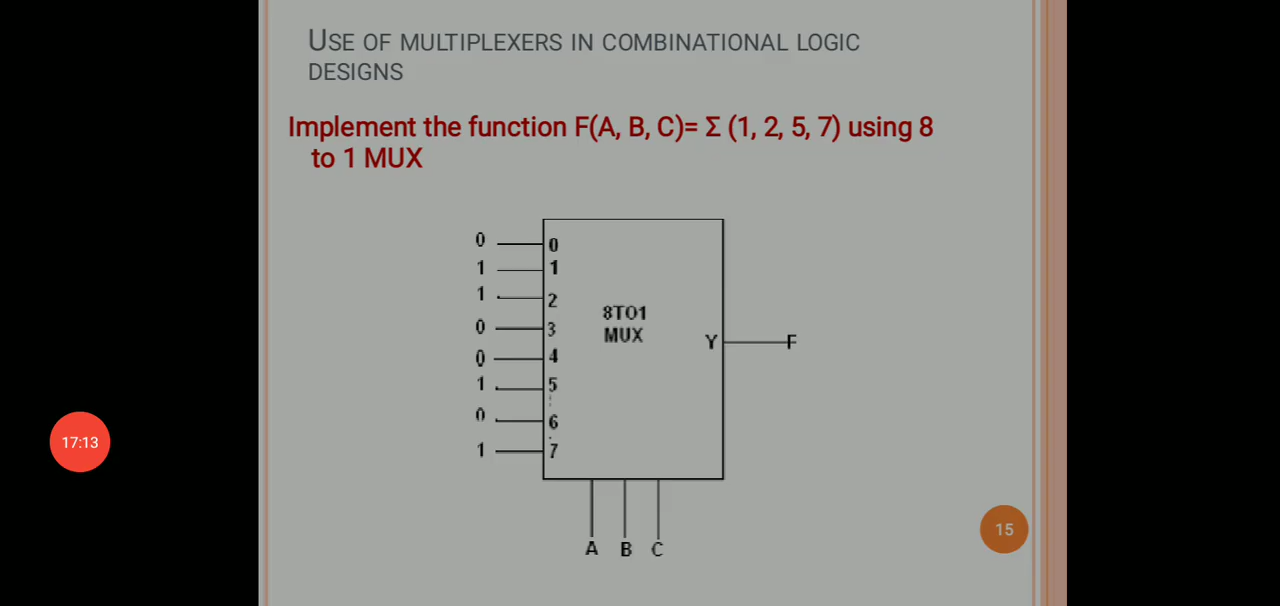 USE OF MULTIPLEXERS IN COMBINATIONAL LOGIC
DESIGNS
Implement the function F(A, B, C)= Σ (1, 2, 5, 7) using 8
to 1 MUX
0 0
1 1
1 2
0 3
0 4
1 5
0 6
1 7
8TO1
MUX
Y F
A B C
17:13
15